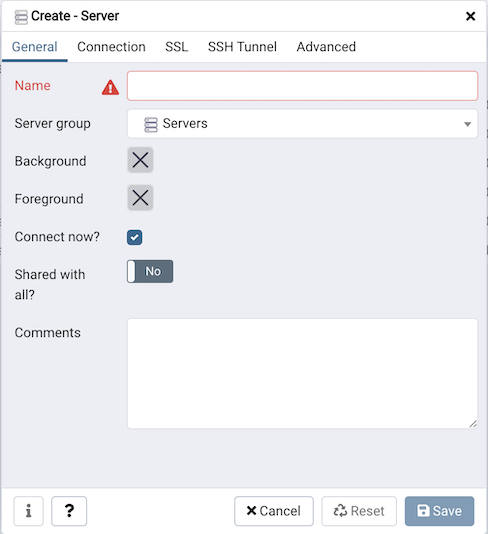 Create - Server
General Connection SSL SSH Tunnel Advanced
Name
Server group Servers
Background
Foreground
Connect now?
Shared with No
all?
Comments
i ? Cancel Reset Save